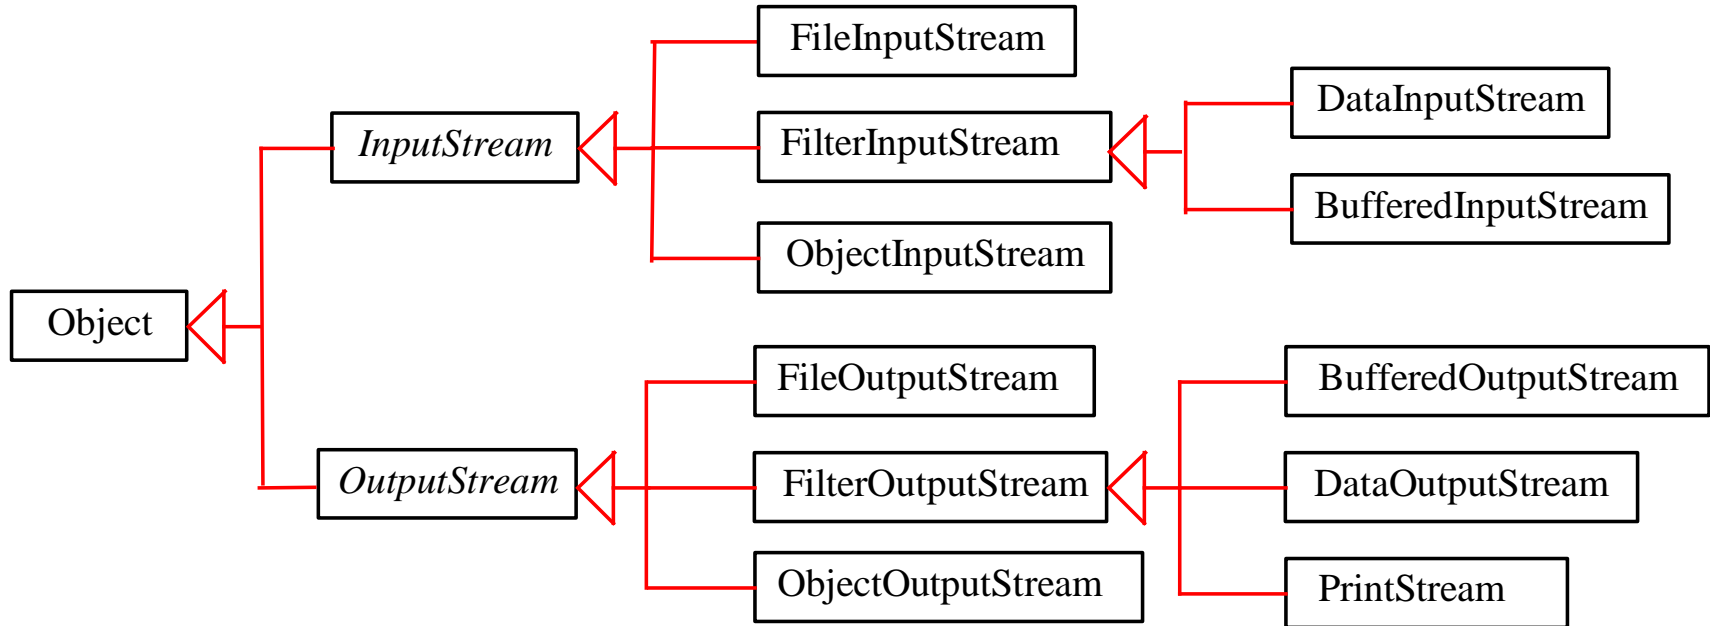 FileInputStream
DataInputStream
InputStream
FilterInputStream
BufferedInputStream
ObjectInputStream
Object
FileOutputStream
BufferedOutputStream
OutputStream
FilterOutputStream
DataOutputStream
ObjectOutputStream
PrintStream